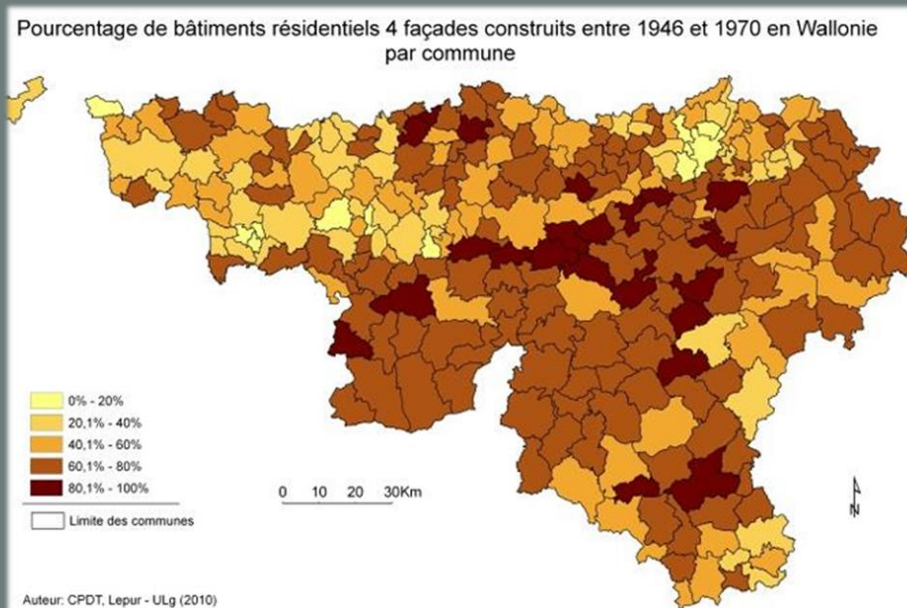 Pourcentage de bâtiments résidentiels 4 façades construits entre 1946 et 1970 en Wallonie
par commune
0% - 20%
20,1% - 40%
40,1% - 60%
60,1% - 80%
80,1% - 100%
Limite des communes
0 10 20 30Km
N
Auteur: CPDT, Lepur - ULg (2010)